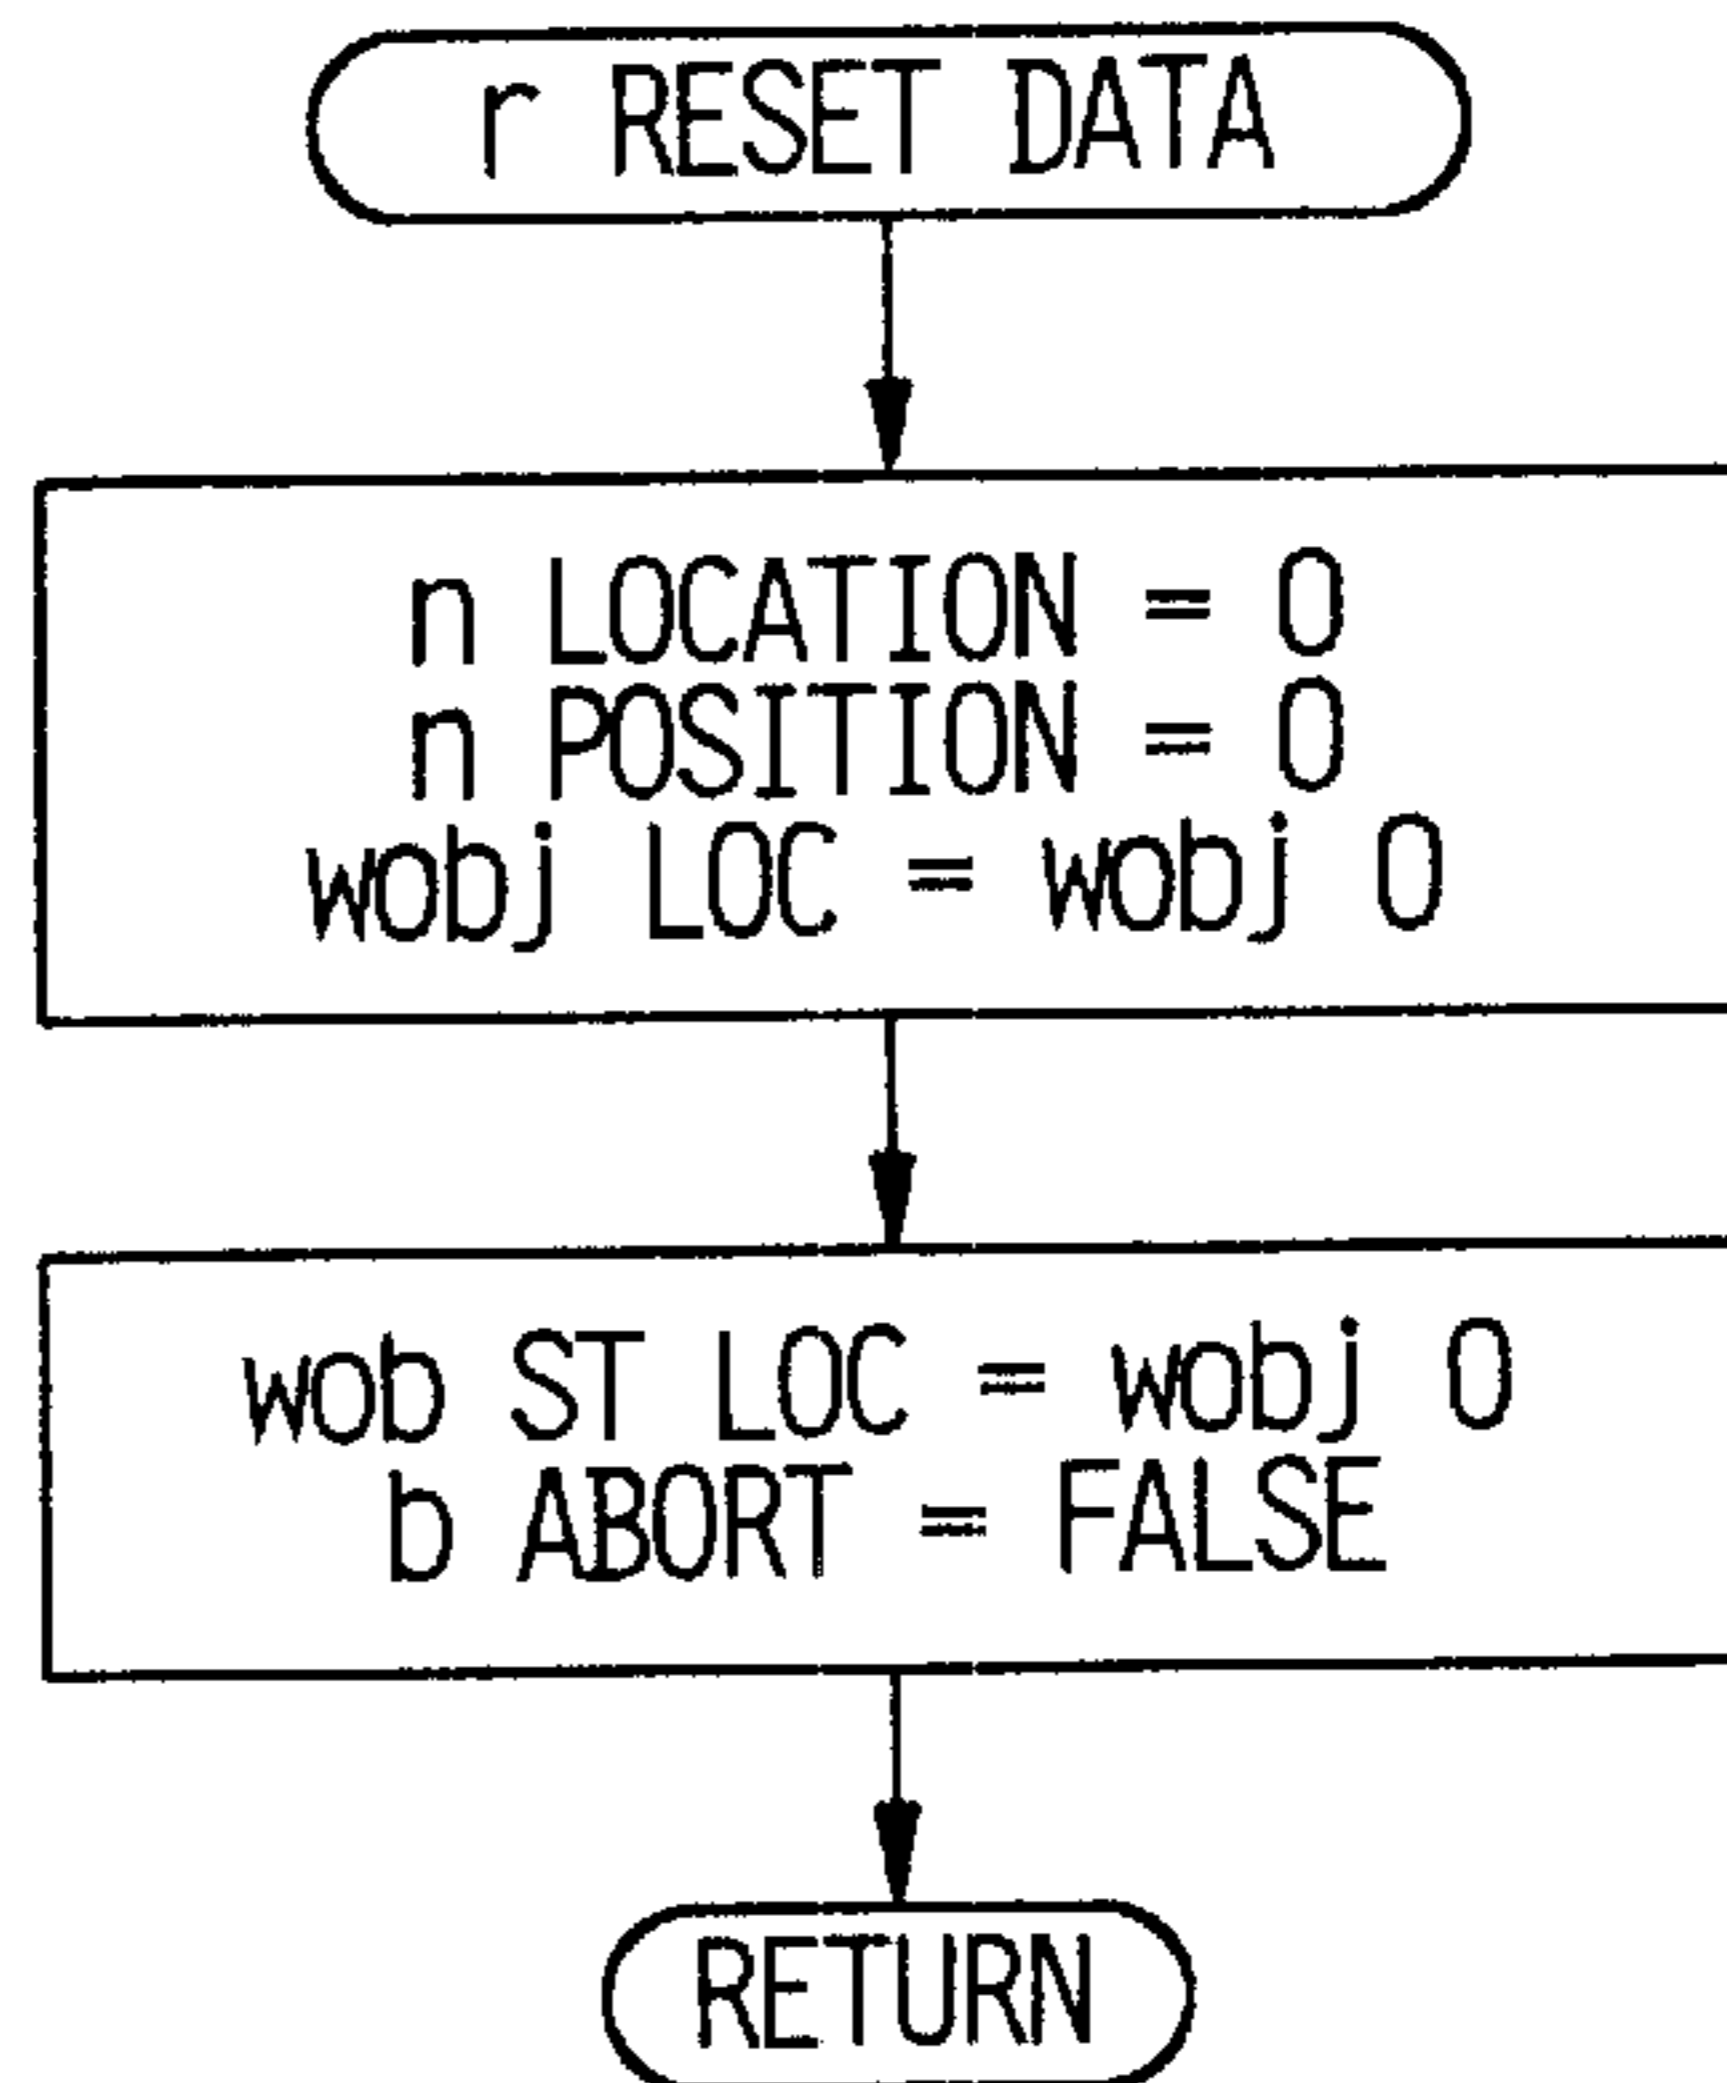 r RESET DATA
n LOCATION = 0
n POSITION = 0
wobj LOC = wobj 0
wob ST LOC = wobj 0
b ABORT = FALSE
RETURN